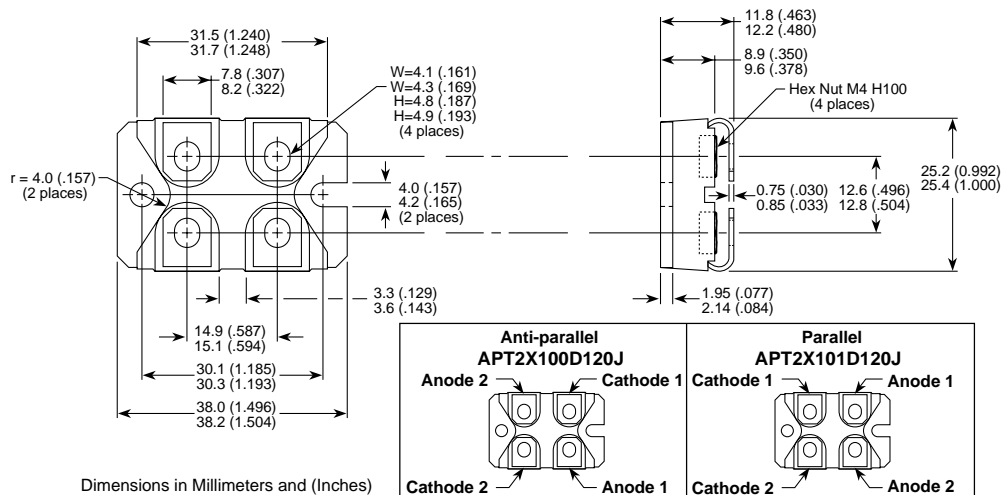 31.5 (1.240)
31.7 (1.248)
7.8 (.307)
8.2 (.322)
W=4.1 (.161)
W=4.3 (.169)
H=4.8 (.187)
H=4.9 (.193)
(4 places)
r = 4.0 (.157)
(2 places)
4.0 (.157)
4.2 (.165)
(2 places)
3.3 (.129)
3.6 (.143)
14.9 (.587)
15.1 (.594)
30.1 (1.185)
30.3 (1.193)
38.0 (1.496)
38.2 (1.504)
11.8 (.463)
12.2 (.480)
8.9 (.350)
9.6 (.378)
Hex Nut M4 H100
(4 places)
0.75 (.030)
0.85 (.033)
12.6 (.496)
12.8 (.504)
25.2 (0.992)
25.4 (1.000)
1.95 (.077)
2.14 (.084)
Anti-parallel
APT2X100D120J
Anode 2
Cathode 1
Cathode 2
Anode 1
Parallel
APT2X101D120J
Cathode 1
Anode 1
Cathode 2
Anode 2
Dimensions in Millimeters and (Inches)